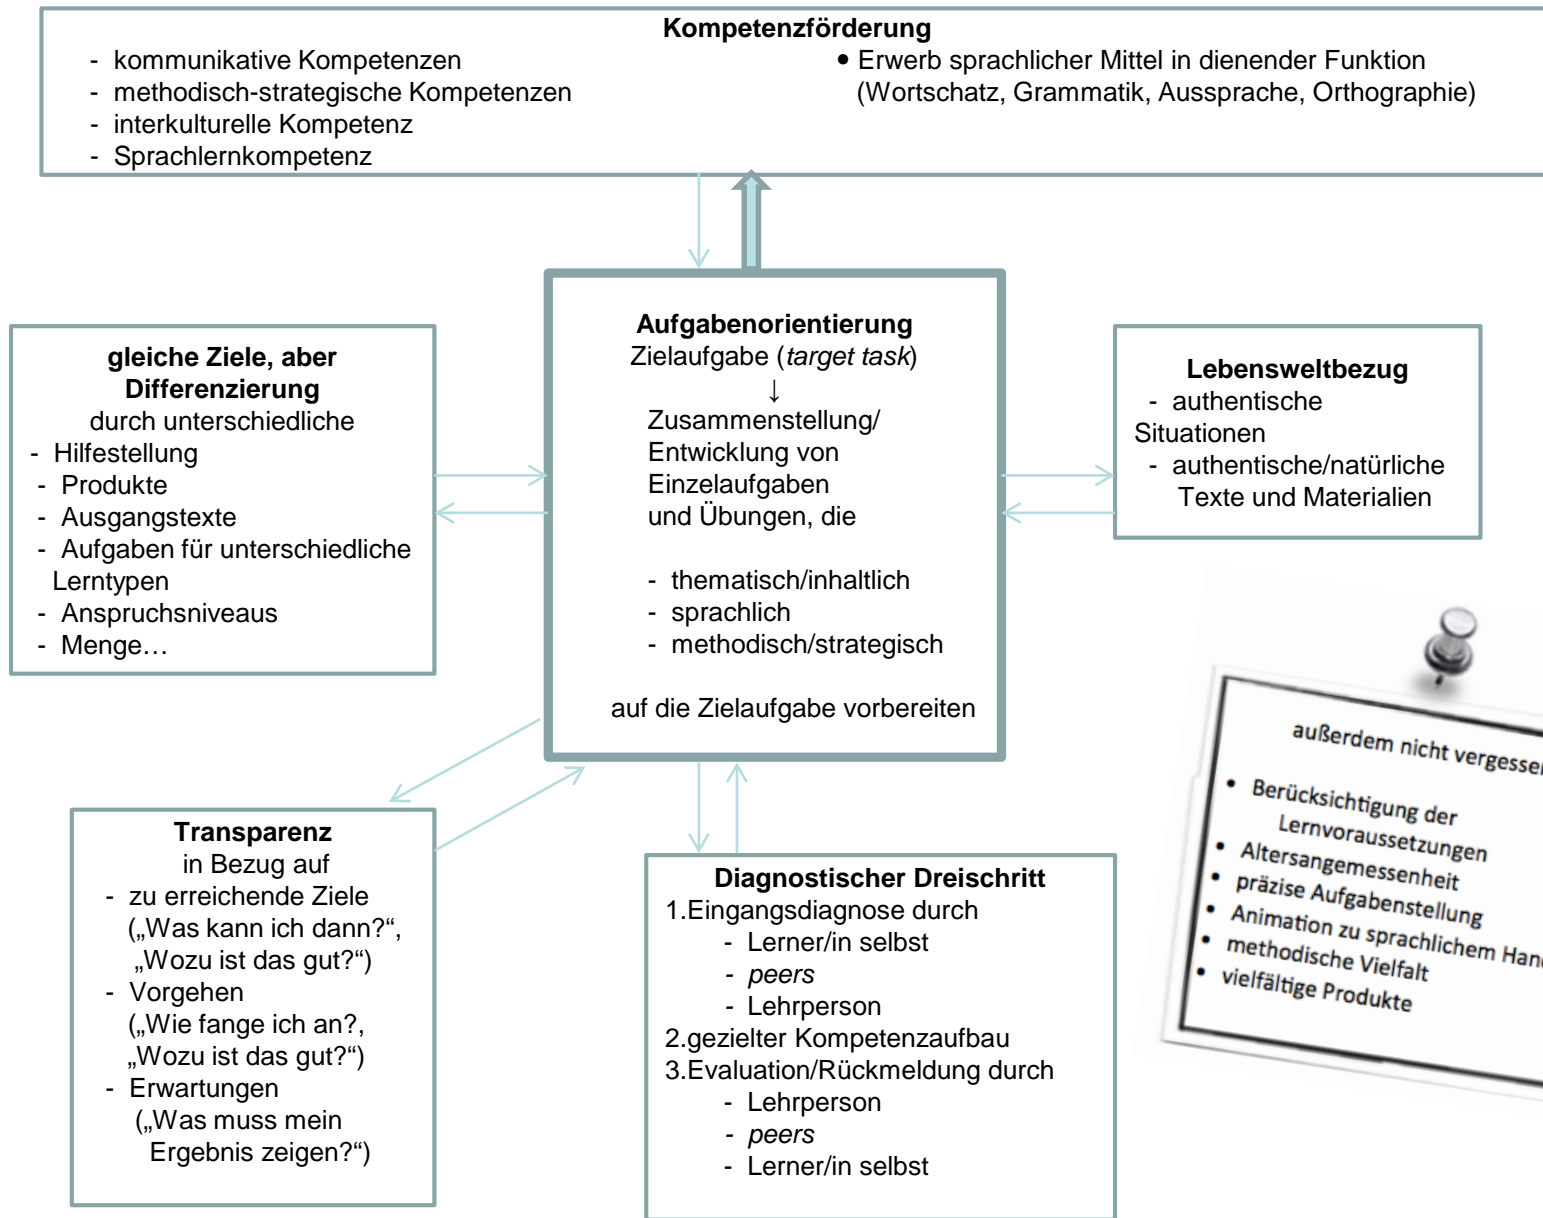 Kompetenzförderung
- kommunikative Kompetenzen
- methodisch-strategische Kompetenzen
- interkulturelle Kompetenz
- Sprachlernkompetenz
• Erwerb sprachlicher Mittel in dienender Funktion
(Wortschatz, Grammatik, Aussprache, Orthographie)
gleiche Ziele, aber
Differenzierung
durch unterschiedliche
- Hilfestellung
- Produkte
- Ausgangstexte
- Aufgaben für unterschiedliche
Lerntypen
- Anspruchsniveaus
- Menge…
Aufgabenorientierung
Zielaufgabe (target task)
↓
Zusammenstellung/
Entwicklung von
Einzelaufgaben
und Übungen, die
- thematisch/inhaltlich
- sprachlich
- methodisch/strategisch
auf die Zielaufgabe vorbereiten
Lebensweltbezug
- authentische
Situationen
- authentische/natürliche
Texte und Materialien
außerdem nicht
• Berücksichtigung der
Lernvoraussetzungen
• Altersangemessenheit
• präzise Aufgabenstellung
• Animation zu sprachlichem
• methodische Vielfalt
• vielfältige Produkte
Transparenz
in Bezug auf
- zu erreichende Ziele
(„Was kann ich dann?“,
„Wozu ist das gut?“)
- Vorgehen
(„Wie fange ich an?,
„Wozu ist das gut?“)
- Erwartungen
(„Was muss mein
Ergebnis zeigen?“)
Diagnostischer Dreischritt
1.Eingangsdiagnose durch
- Lerner/in selbst
- peers
- Lehrperson
2.gezielter Kompetenzaufbau
3.Evaluation/Rückmeldung durch
- Lehrperson
- peers
- Lerner/in selbst